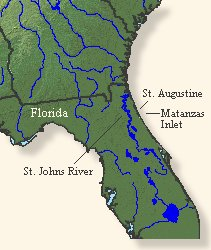 St. Augustine
Florida
Matanzas
Inlet
St. Johns River